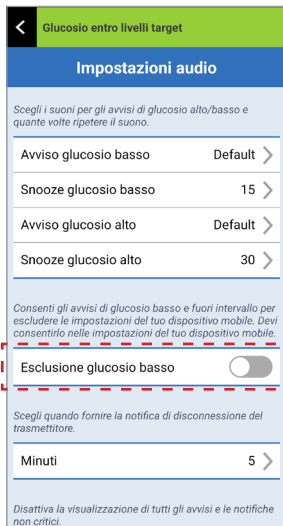 Glucosio entro livelli target
Impostazioni audio
Scegli i suoni per gli avvisi di glucosio alto/basso e
quante volte ripetere il suono.
Avviso glucosio basso Default
Snooze glucosio basso 15
Avviso glucosio alto Default
Snooze glucosio alto 30
Consenti gli avvisi di glucosio basso e fuori intervallo per
escludere le impostazioni del tuo dispositivo mobile. Devi
consentirlo nelle impostazioni del tuo dispositivo mobile.
Esclusione glucosio basso
Scegli quando fornire la notifica di disconnessione del
trasmettitore.
Minuti 5
Disattiva la visualizzazione di tutti gli avvisi e le notifiche
non critici.